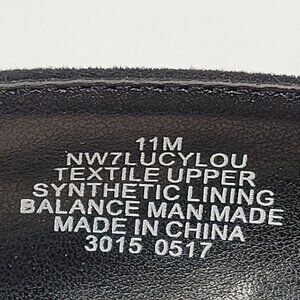 11M
NW7LUCYLOU
TEXTILE UPPER
SYNTHETIC LINING
BALANCE MAN MADE
MADE IN CHINA
3015 0517